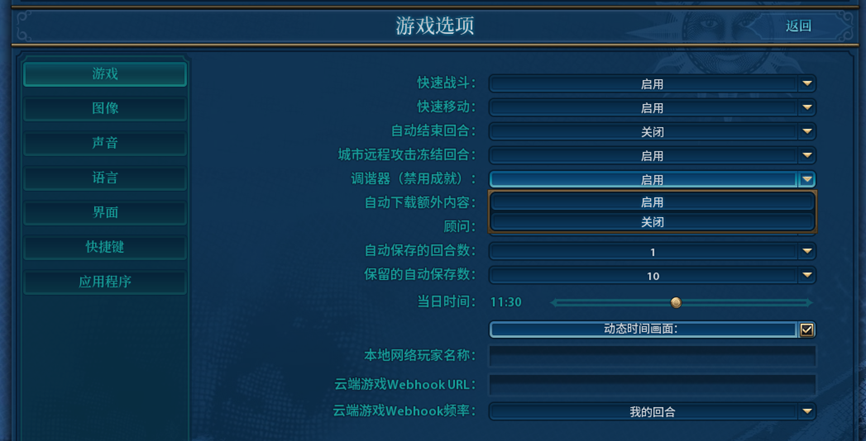 游戏选项
返回
游戏
图像
声音
语言
界面
快捷键
应用程序
快速战斗： 启用
快速移动： 启用
自动结束回合： 关闭
城市远程攻击冻结回合： 启用
调谐器（禁用成就）： 启用
自动下载额外内容： 启用
顾问： 关闭
自动保存的回合数： 1
保留的自动保存数： 10
当日时间： 11:30
动态时间画面：
本地网络玩家名称：
云端游戏Webhook URL：
云端游戏Webhook频率： 我的回合